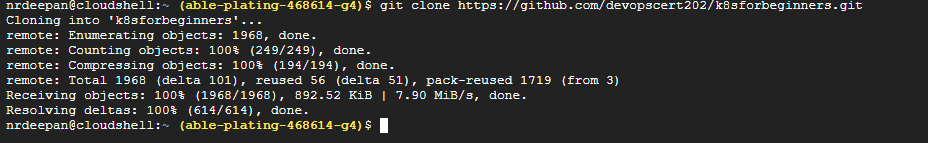 nrdeepan@cloudshell:~ (able-plating-468614-g4)$ git clone https://github.com/devopscert202/k8sforbeginners.git
Cloning into 'k8sforbeginners'...
remote: Enumerating objects: 1968, done.
remote: Counting objects: 100% (249/249), done.
remote: Compressing objects: 100% (194/194), done.
remote: Total 1968 (delta 101), reused 56 (delta 51), pack-reused 1719 (from 3)
Receiving objects: 100% (1968/1968), 892.52 KiB | 7.90 MiB/s, done.
Resolving deltas: 100% (614/614), done.
nrdeepan@cloudshell:~ (able-plating-468614-g4)$